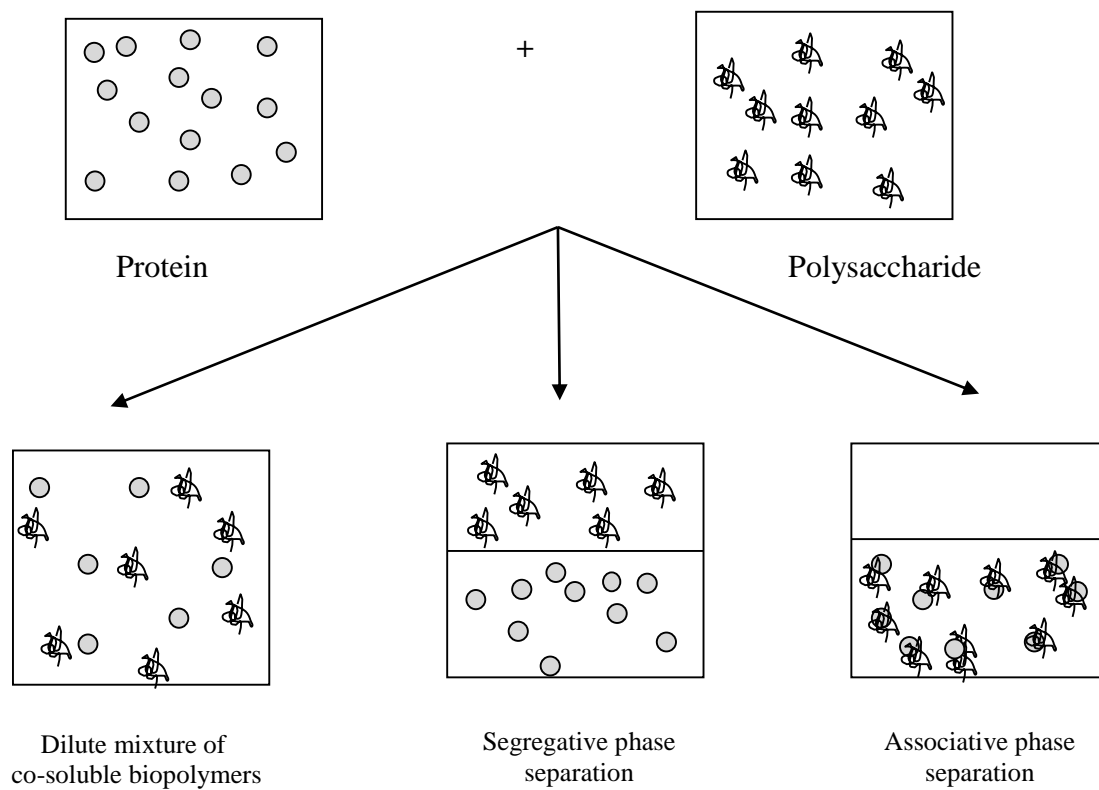 +
Protein
Polysaccharide
Dilute mixture of
co-soluble biopolymers
Segregative phase
separation
Associative phase
separation